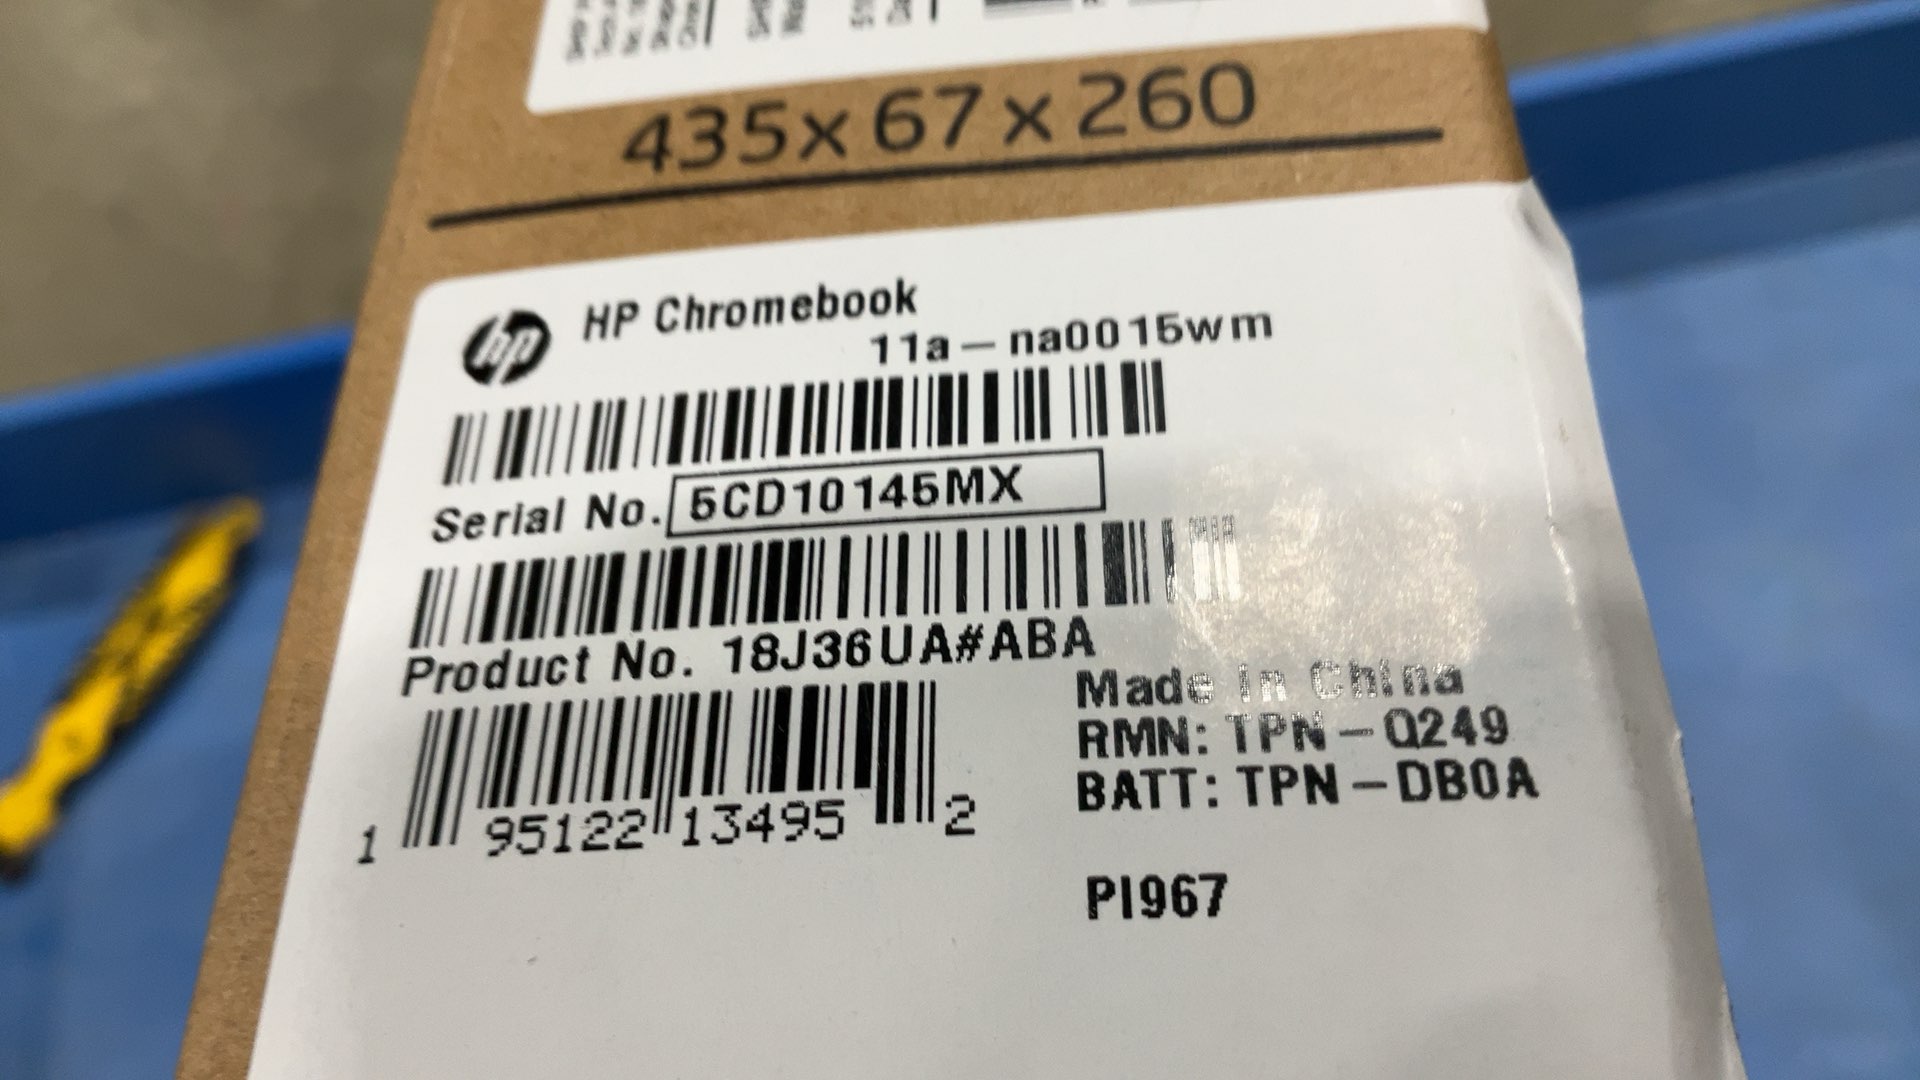 435x67x260
hp
HP Chromebook
11a-na0015wm
Serial No. 5CD10145MX
Product No. 18J36UA#ABA
1 95122 13495 2
Made in China
RMN: TPN-Q249
BATT: TPN-DB0A
PI967